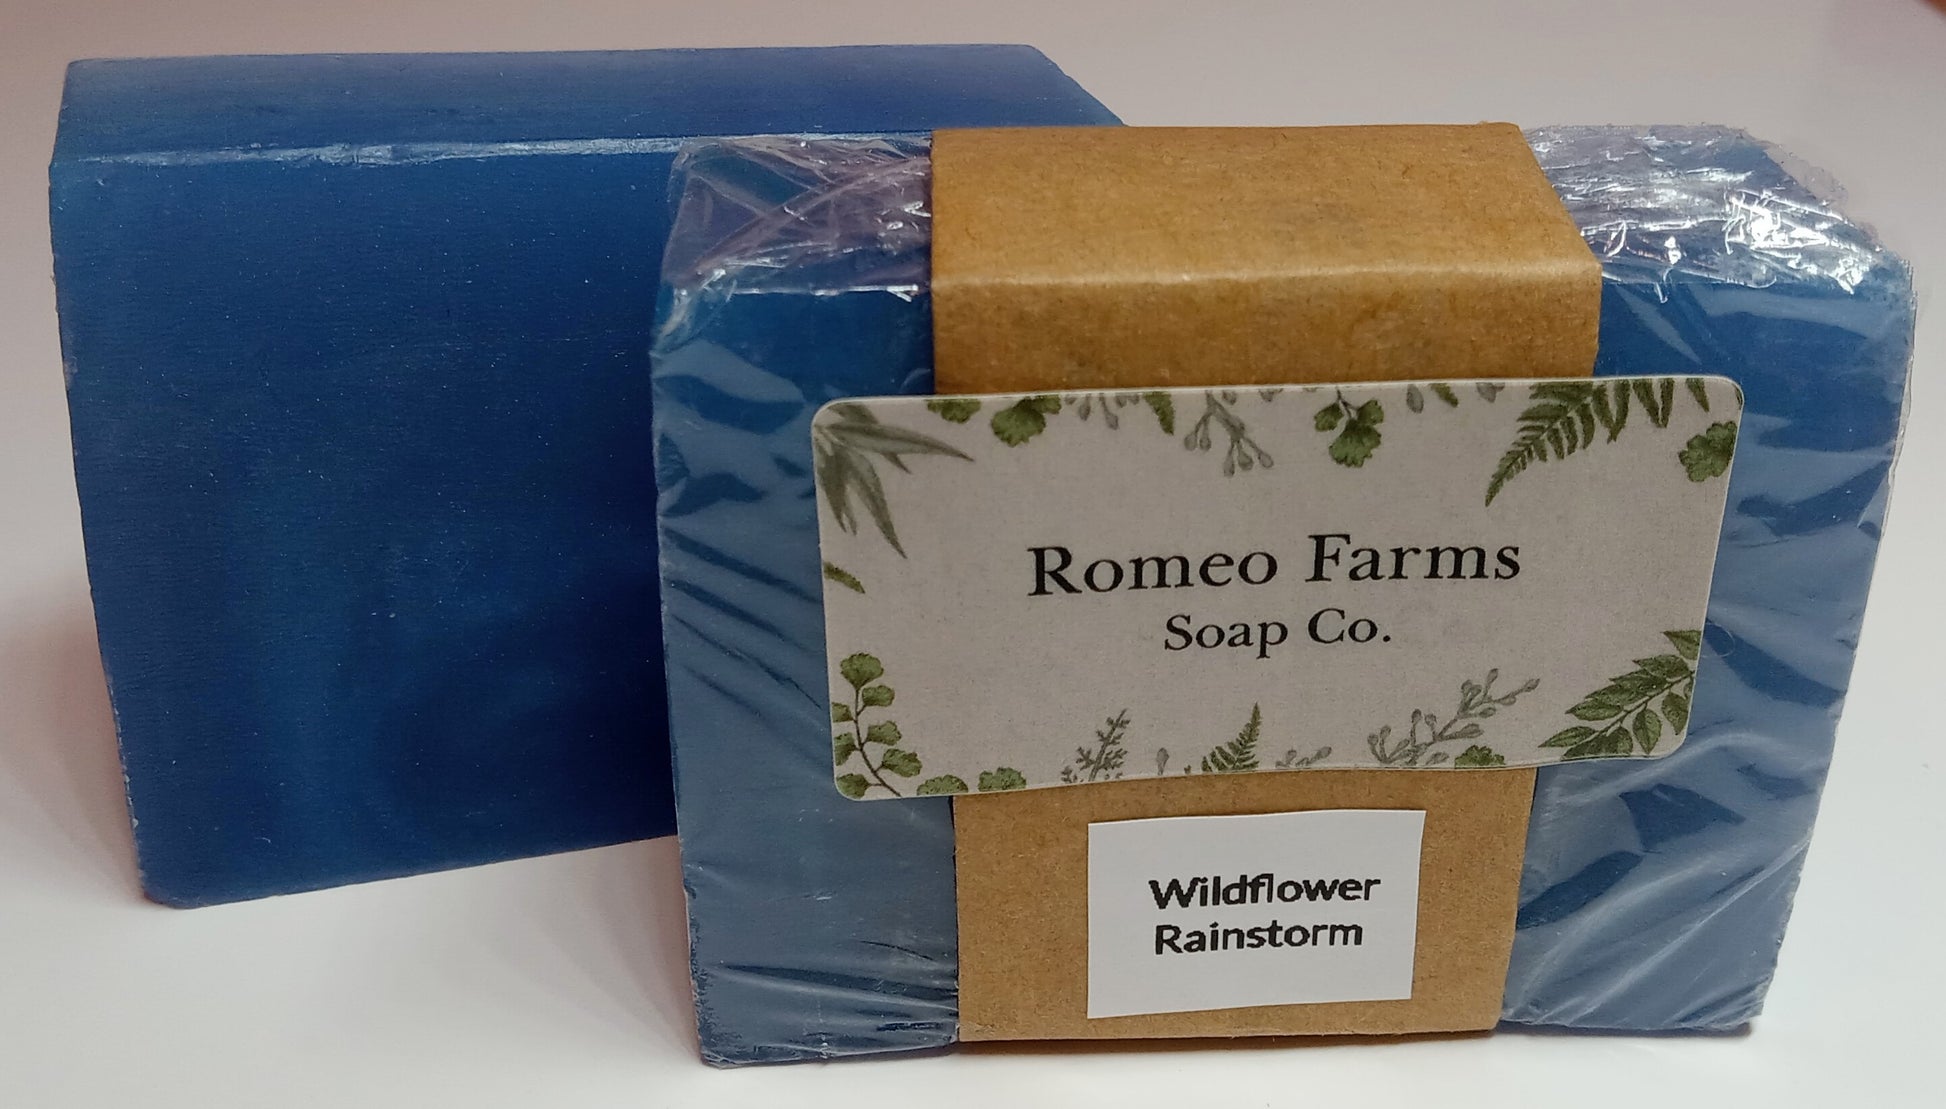 Romeo Farms
Soap Co.
Wildflower
Rainstorm